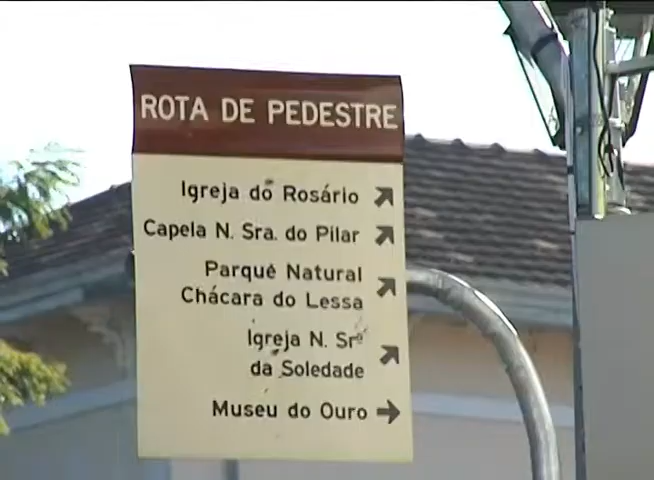 ROTA DE PEDESTRE
Igreja do Rosário
Capela N. Sra. do Pilar
Parque Natural
Chácara do Lessa
Igreja N. Srª
da Soledade
Museu do Ouro